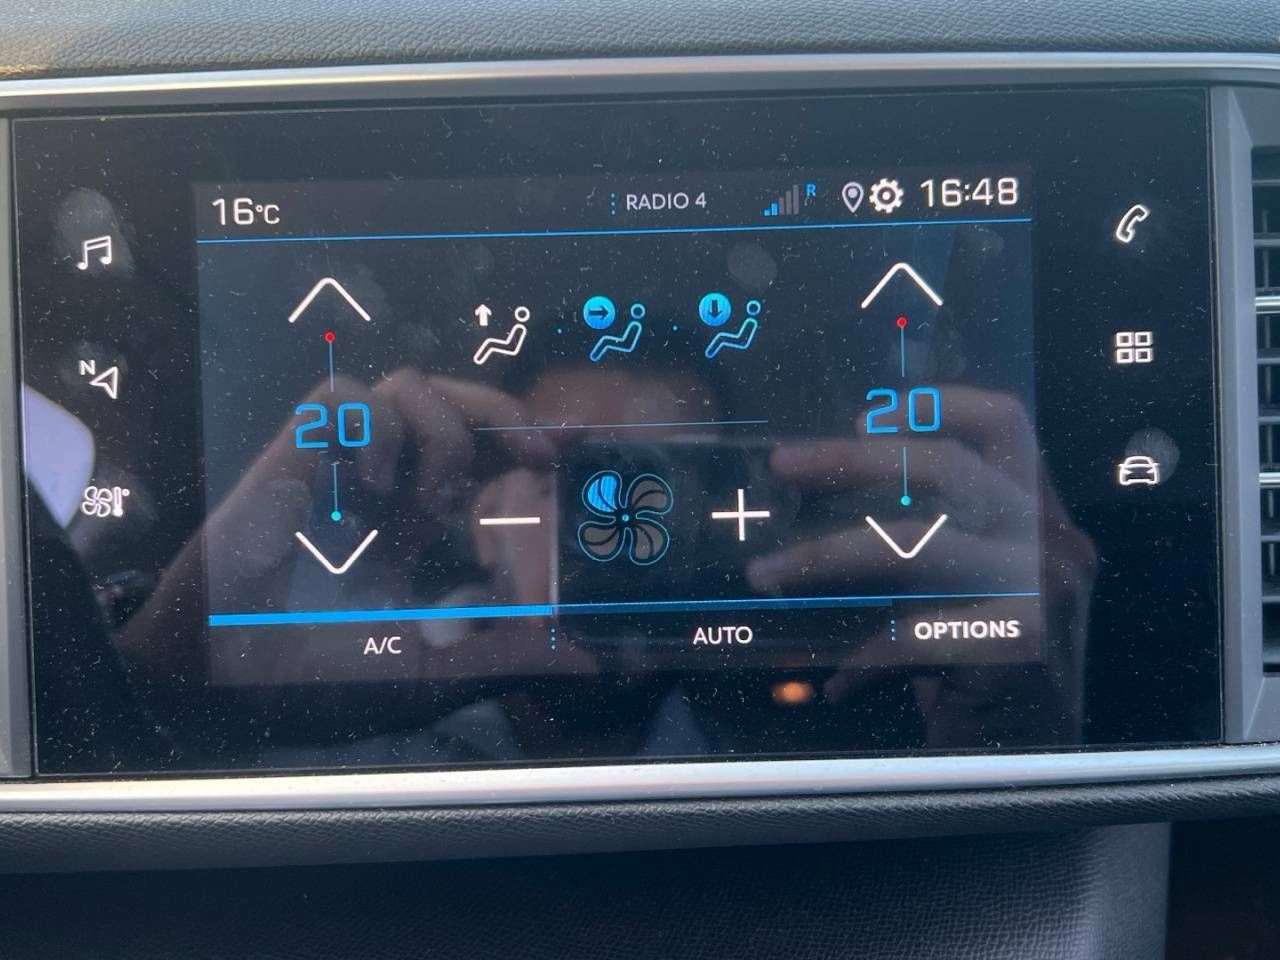 16°C RADIO 4 R 16:48
N
20 20
A/C AUTO OPTIONS